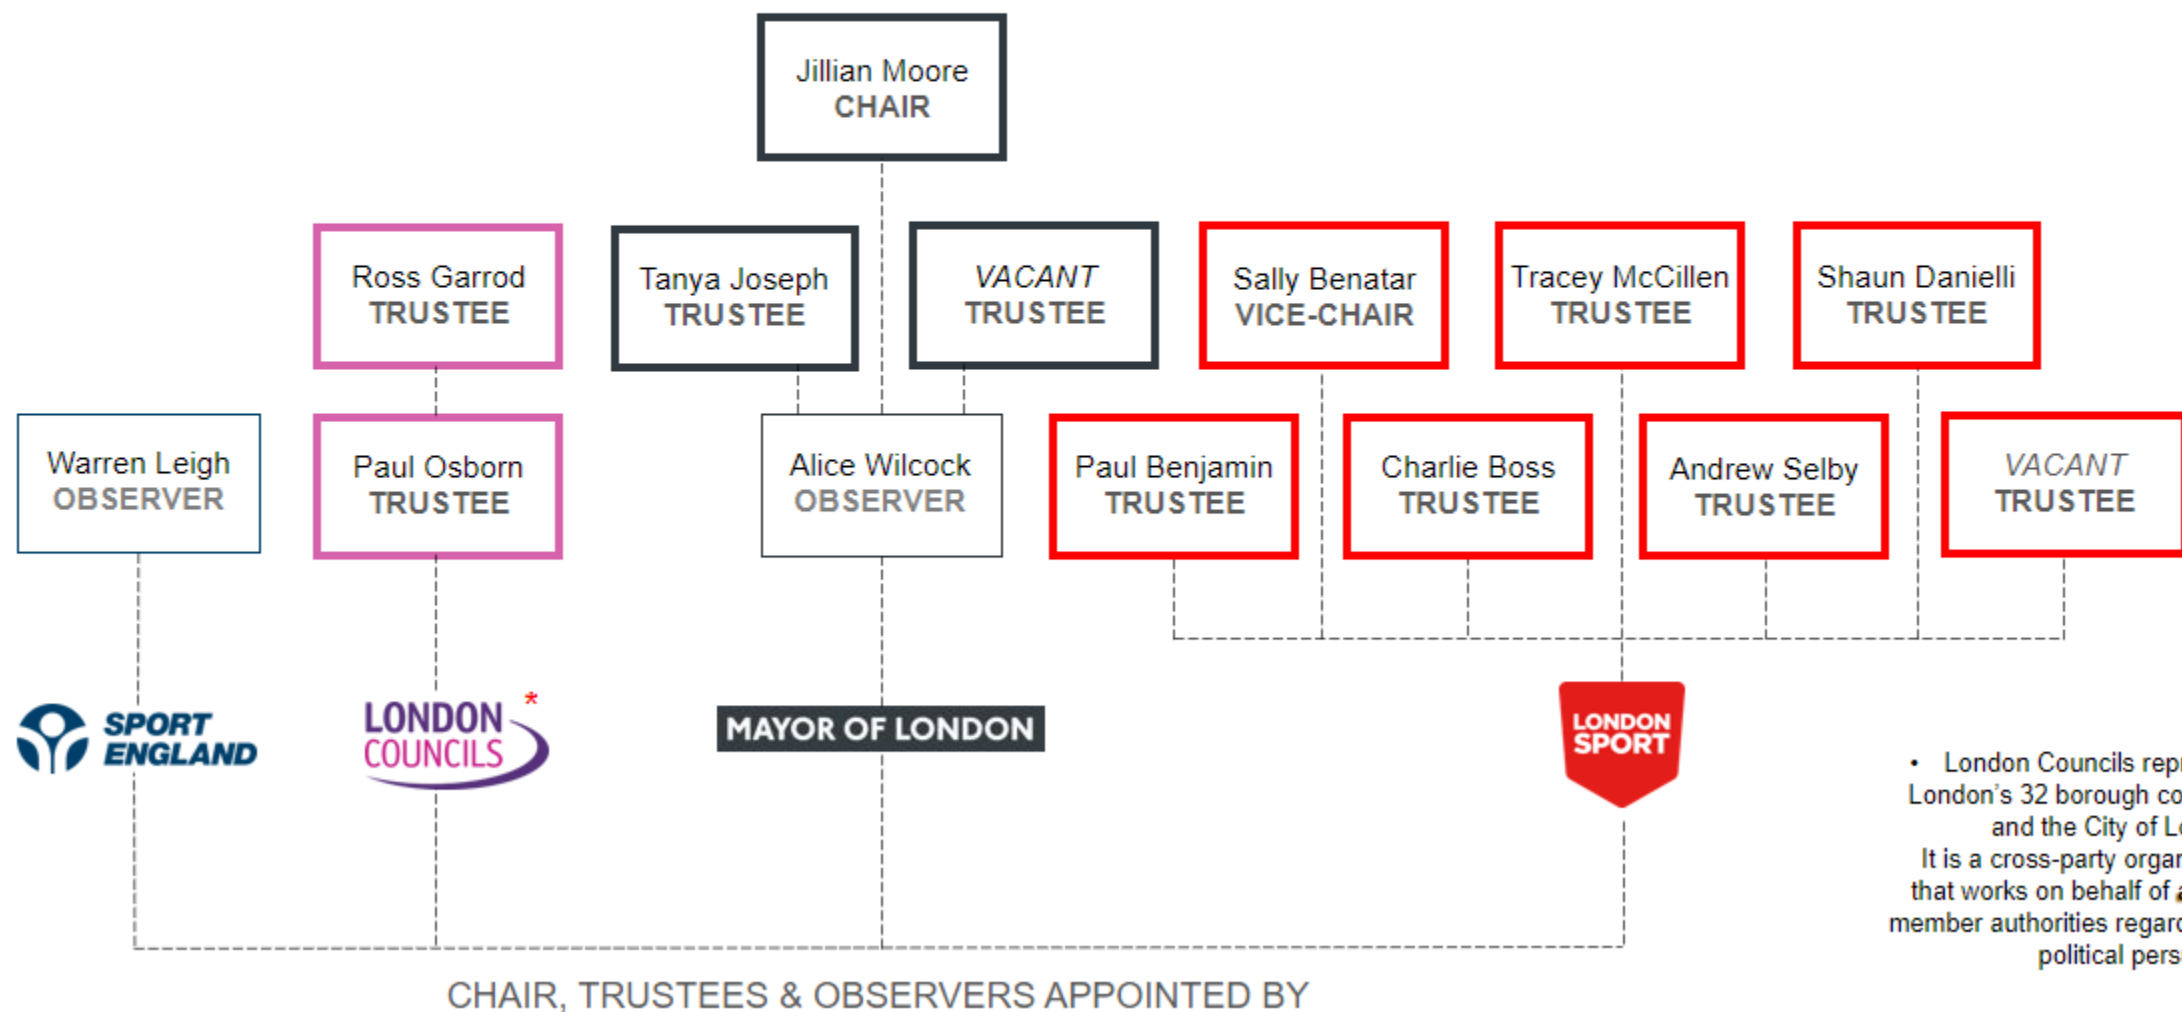 Jillian Moore
CHAIR
Ross Garrod
TRUSTEE
Tanya Joseph
TRUSTEE
VACANT
TRUSTEE
Sally Benatar
VICE-CHAIR
Tracey McCillen
TRUSTEE
Shaun Danielli
TRUSTEE
Warren Leigh
OBSERVER
Paul Osborn
TRUSTEE
Alice Wilcock
OBSERVER
Paul Benjamin
TRUSTEE
Charlie Boss
TRUSTEE
Andrew Selby
TRUSTEE
VACANT
TRUSTEE
SPORT
ENGLAND
LONDON *
COUNCILS
MAYOR OF LONDON
LONDON
SPORT
• London Councils
London's 32 borough
and the City of
It is a cross-party
that works on behalf of
member authorities
political
CHAIR, TRUSTEES & OBSERVERS APPOINTED BY